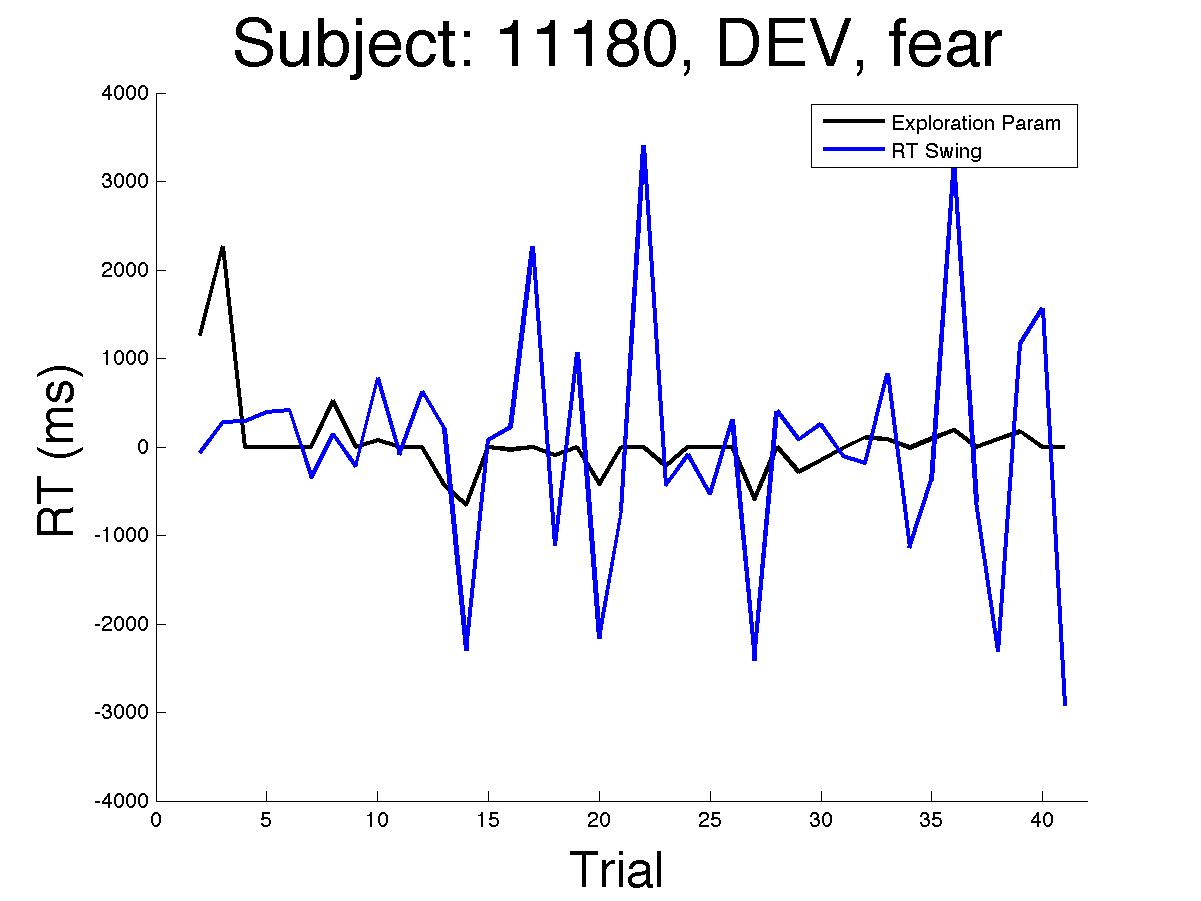 Subject: 11180, DEV, fear
4000
3000
2000
1000
0
-1000
-2000
-3000
-4000
RT (ms)
Exploration Param
RT Swing
0 5 10 15 20 25 30 35 40
Trial